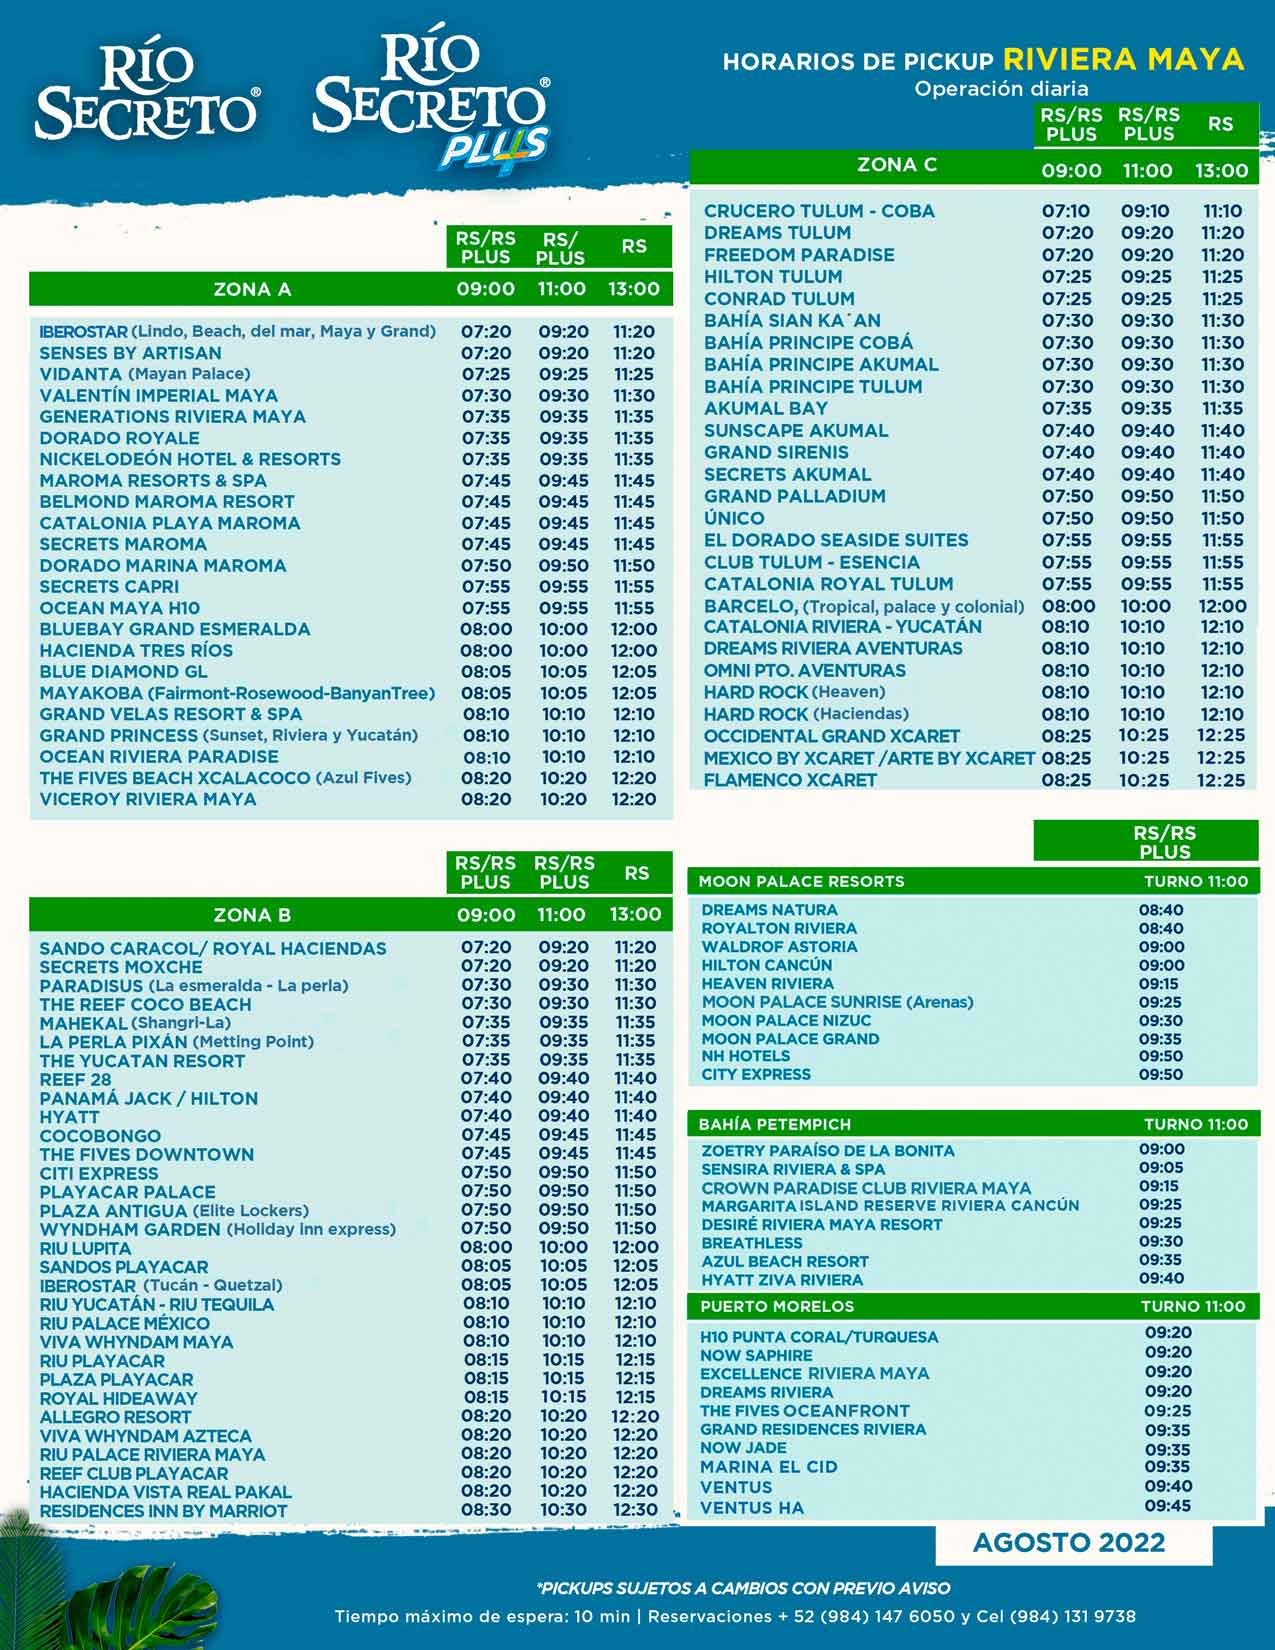 RÍO
SECRETO®
RÍO
SECRETO®
PLUS
HORARIOS DE PICKUP RIVIERA MAYA
Operación diaria
RS/RS PLUS RS/ PLUS RS
ZONA A 09:00 11:00 13:00
IBEROSTAR (Lindo, Beach, del mar, Maya y Grand) 07:20 09:20 11:20
SENSES BY ARTISAN 07:20 09:20 11:20
VIDANTA (Mayan Palace) 07:25 09:25 11:25
VALENTÍN IMPERIAL MAYA 07:30 09:30 11:30
GENERATIONS RIVIERA MAYA 07:35 09:35 11:35
DORADO ROYALE 07:35 09:35 11:35
NICKELODEÓN HOTEL & RESORTS 07:35 09:35 11:35
MAROMA RESORTS & SPA 07:45 09:45 11:45
BELMOND MAROMA RESORT 07:45 09:45 11:45
CATALONIA PLAYA MAROMA 07:45 09:45 11:45
SECRETS MAROMA 07:45 09:45 11:45
DORADO MARINA MAROMA 07:50 09:50 11:50
SECRETS CAPRI 07:55 09:55 11:55
OCEAN MAYA H10 07:55 09:55 11:55
BLUEBAY GRAND ESMERALDA 08:00 10:00 12:00
HACIENDA TRES RÍOS 08:00 10:00 12:00
BLUE DIAMOND GL 08:05 10:05 12:05
MAYAKOBA (Fairmont-Rosewood-BanyanTree) 08:05 10:05 12:05
GRAND VELAS RESORT & SPA 08:10 10:10 12:10
GRAND PRINCESS (Sunset, Riviera y Yucatán) 08:10 10:10 12:10
OCEAN RIVIERA PARADISE 08:10 10:10 12:10
THE FIVES BEACH XCALACOCO (Azul Fives) 08:20 10:20 12:20
VICEROY RIVIERA MAYA 08:20 10:20 12:20
RS/RS PLUS RS/RS PLUS RS
ZONA B 09:00 11:00 13:00
SANDO CARACOL/ ROYAL HACIENDAS 07:20 09:20 11:20
SECRETS MOXCHE 07:20 09:20 11:20
PARADISUS (La esmeralda - La perla) 07:30 09:30 11:30
THE REEF COCO BEACH 07:30 09:30 11:30
MAHEKAL (Shangri-La) 07:35 09:35 11:35
LA PERLA PIXÁN (Metting Point) 07:35 09:35 11:35
THE YUCATAN RESORT 07:35 09:35 11:35
REEF 28 07:40 09:40 11:40
PANAMÁ JACK / HILTON 07:40 09:40 11:40
HYATT 07:40 09:40 11:40
COCOBONGO 07:45 09:45 11:45
THE FIVES DOWNTOWN 07:45 09:45 11:45
CITI EXPRESS 07:50 09:50 11:50
PLAYACAR PALACE 07:50 09:50 11:50
PLAZA ANTIGUA (Elite Lockers) 07:50 09:50 11:50
WYNDHAM GARDEN (Holiday inn express) 07:50 09:50 11:50
RIU LUPITA 08:00 10:00 12:00
SANDOS PLAYACAR 08:05 10:05 12:05
IBEROSTAR (Tucán - Quetzal) 08:05 10:05 12:05
RIU YUCATÁN - RIU TEQUILA 08:10 10:10 12:10
RIU PALACE MÉXICO 08:10 10:10 12:10
VIVA WHYNDAM MAYA 08:10 10:10 12:10
RIU PLAYACAR 08:15 10:15 12:15
PLAZA PLAYACAR 08:15 10:15 12:15
ROYAL HIDEAWAY 08:15 10:15 12:15
ALLEGRO RESORT 08:20 10:20 12:20
VIVA WHYNDAM AZTECA 08:20 10:20 12:20
RIU PALACE RIVIERA MAYA 08:20 10:20 12:20
REEF CLUB PLAYACAR 08:20 10:20 12:20
HACIENDA VISTA REAL PAKAL 08:20 10:20 12:20
RESIDENCES INN BY MARRIOT 08:30 10:30 12:30
RS/RS PLUS RS/RS PLUS RS
ZONA C 09:00 11:00 13:00
CRUCERO TULUM - COBA 07:10 09:10 11:10
DREAMS TULUM 07:20 09:20 11:20
FREEDOM PARADISE 07:20 09:20 11:20
HILTON TULUM 07:25 09:25 11:25
CONRAD TULUM 07:25 09:25 11:25
BAHÍA SIAN KA´AN 07:30 09:30 11:30
BAHÍA PRINCIPE COBÁ 07:30 09:30 11:30
BAHÍA PRINCIPE AKUMAL 07:30 09:30 11:30
BAHÍA PRINCIPE TULUM 07:30 09:30 11:30
AKUMAL BAY 07:35 09:35 11:35
SUNSCAPE AKUMAL 07:40 09:40 11:40
GRAND SIRENIS 07:40 09:40 11:40
SECRETS AKUMAL 07:40 09:40 11:40
GRAND PALLADIUM 07:50 09:50 11:50
ÚNICO 07:50 09:50 11:50
EL DORADO SEASIDE SUITES 07:55 09:55 11:55
CLUB TULUM - ESENCIA 07:55 09:55 11:55
CATALONIA ROYAL TULUM 07:55 09:55 11:55
BARCELO, (Tropical, palace y colonial) 08:00 10:00 12:00
CATALONIA RIVIERA - YUCATÁN 08:10 10:10 12:10
DREAMS RIVIERA AVENTURAS 08:10 10:10 12:10
OMNI PTO. AVENTURAS 08:10 10:10 12:10
HARD ROCK (Heaven) 08:10 10:10 12:10
HARD ROCK (Haciendas) 08:10 10:10 12:10
OCCIDENTAL GRAND XCARET 08:25 10:25 12:25
MEXICO BY XCARET /ARTE BY XCARET 08:25 10:25 12:25
FLAMENCO XCARET 08:25 10:25 12:25
RS/RS
PLUS
MOON PALACE RESORTS TURNO 11:00
DREAMS NATURA 08:40
ROYALTON RIVIERA 08:40
WALDROF ASTORIA 09:00
HILTON CANCÚN 09:00
HEAVEN RIVIERA 09:15
MOON PALACE SUNRISE (Arenas) 09:25
MOON PALACE NIZUC 09:30
MOON PALACE GRAND 09:35
NH HOTELS 09:50
CITY EXPRESS 09:50
BAHÍA PETEMPICH TURNO 11:00
ZOETRY PARAÍSO DE LA BONITA 09:00
SENSIRA RIVIERA & SPA 09:05
CROWN PARADISE CLUB RIVIERA MAYA 09:15
MARGARITA ISLAND RESERVE RIVIERA CANCÚN 09:25
DESIRÉ RIVIERA MAYA RESORT 09:25
BREATHLESS 09:30
AZUL BEACH RESORT 09:35
HYATT ZIVA RIVIERA 09:40
PUERTO MORELOS TURNO 11:00
H10 PUNTA CORAL/TURQUESA 09:20
NOW SAPHIRE 09:20
EXCELLENCE RIVIERA MAYA 09:20
DREAMS RIVIERA 09:20
THE FIVES OCEANFRONT 09:25
GRAND RESIDENCES RIVIERA 09:35
NOW JADE 09:35
MARINA EL CID 09:35
VENTUS 09:40
VENTUS HA 09:45
AGOSTO 2022
*PICKUPS SUJETOS A CAMBIOS CON PREVIO AVISO
Tiempo máximo de espera: 10 min | Reservaciones + 52 (984) 147 6050 y Cel (984) 131 9738